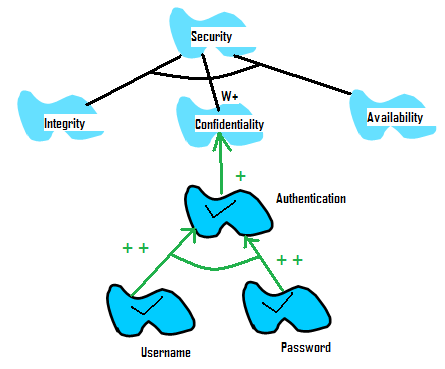 Security
W+
Integrity
Confidentiality
Availability
+
Authentication
+ +
+ +
Username
Password